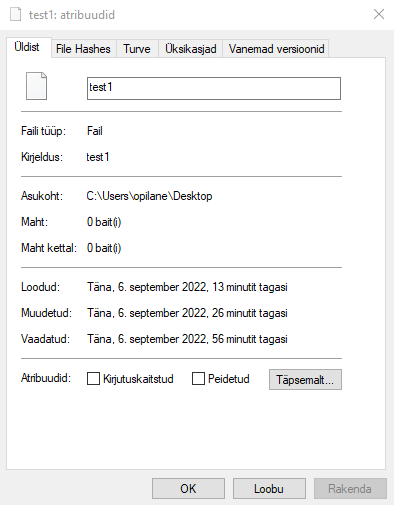 test1: atribuudid
Üldist File Hashes Turve Üksikasjad Vanemad versioonid
test1
Faili tüüp: Fail
Kirjeldus: test1
Asukoht: C:\Users\opilane\Desktop
Maht: 0 bait(i)
Maht kettal: 0 bait(i)
Loodud: Täna, 6. september 2022, 13 minutit tagasi
Muudetud: Täna, 6. september 2022, 26 minutit tagasi
Vaadatud: Täna, 6. september 2022, 56 minutit tagasi
Atribuudid: Kirjutuskaitstud Peidetud Täpsemalt...
OK Loobu Rakenda